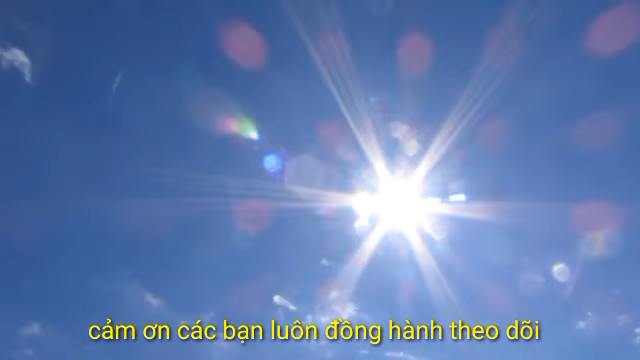 cảm ơn các bạn luôn đồng hành theo dõi